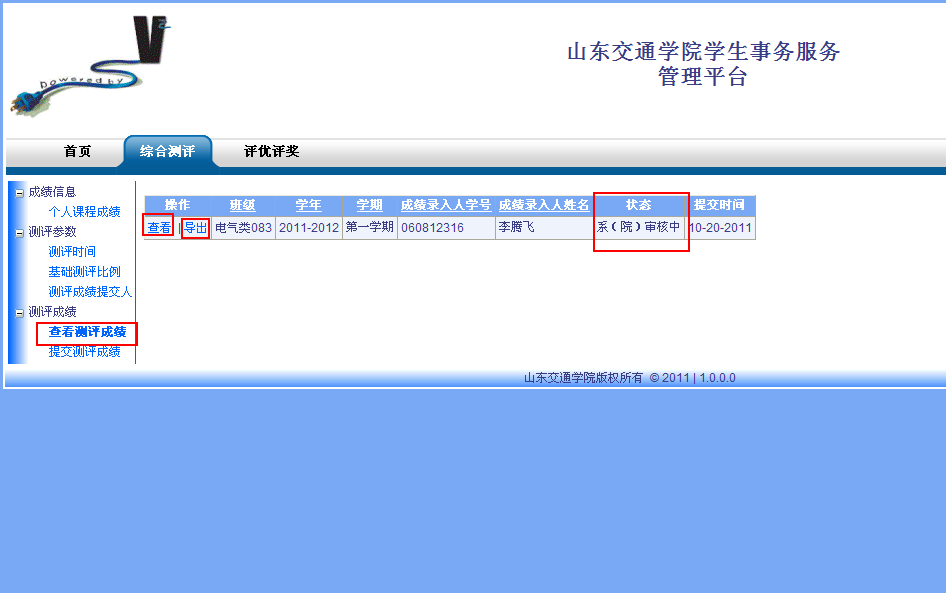 V2
powered by
山东交通学院学生事务服务
管理平台
首页 综合测评 评优评奖
成绩信息
个人课程成绩
测评参数
测评时间
基础测评比例
测评成绩提交人
测评成绩
查看测评成绩
提交测评成绩
操作 班级 学年 学期 成绩录入人学号 成绩录入人姓名 状态 提交时间
查看 | 导出 电气类083 2011-2012 第一学期 060812316 李腾飞 系（院）审核中 10-20-2011
山东交通学院版权所有 © 2011 | 1.0.0.0